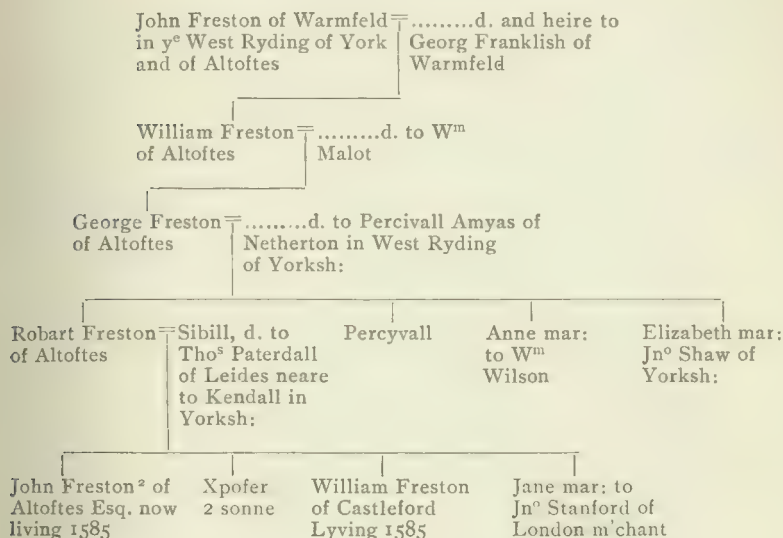 John Freston of Warmfeld = .........d. and heire to
in yᵉ West Ryding of York Georg Franklish of
and of Altoftes Warmfeld
William Freston = .........d. to Wᵐ
of Altoftes Malot
George Freston = .........d. to Percivall Amyas of
of Altoftes Netherton in West Ryding
of Yorksh:
Robart Freston = Sibill, d. to Percyvall Anne mar: Elizabeth mar:
of Altoftes Thoˢ Paterdall to Wᵐ Jnº Shaw of
of Leides neare Wilson Yorksh:
to Kendall in
Yorksh:
John Freston² of Xpofer William Freston Jane mar: to
Altoftes Esq. now 2 sonne of Castleford Jnº Stanford of
living 1585 Lyving 1585 London m'chant